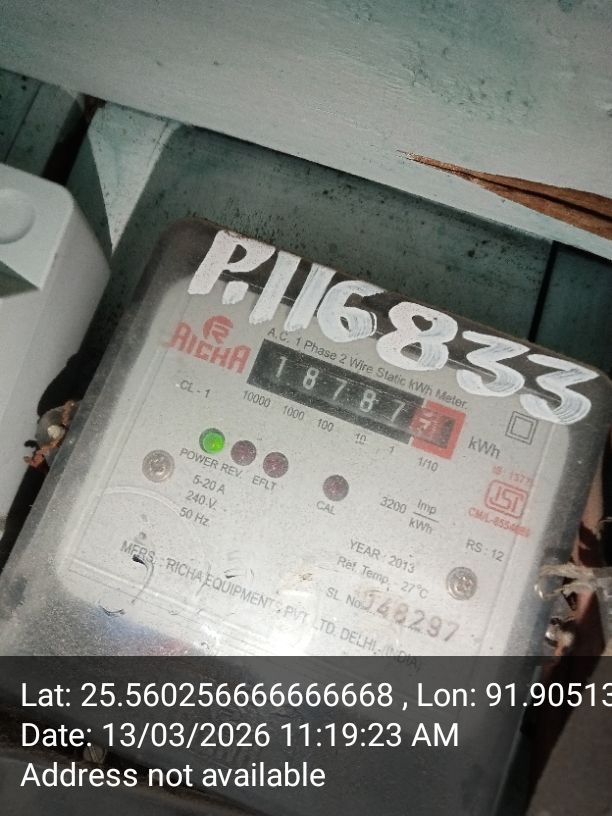 P.116833
RICHA
A.C. 1 Phase 2 Wire Static kWh Meter.
1 8 7 8 7
CL - 1
10000 1000 100 10 1 1/10
kWh
POWER REV. EFLT
CAL
5-20 A
240 V.
50 Hz.
3200 Imp
kWh
ISI
RS : 12
YEAR : 2013
Ref. Temp. - 27°C
SL No. 948297
MFRS. : RICHA EQUIPMENT PVT. LTD. DELHI. (INDIA)
Lat: 25.560256666666668 , Lon: 91.90513
Date: 13/03/2026 11:19:23 AM
Address not available